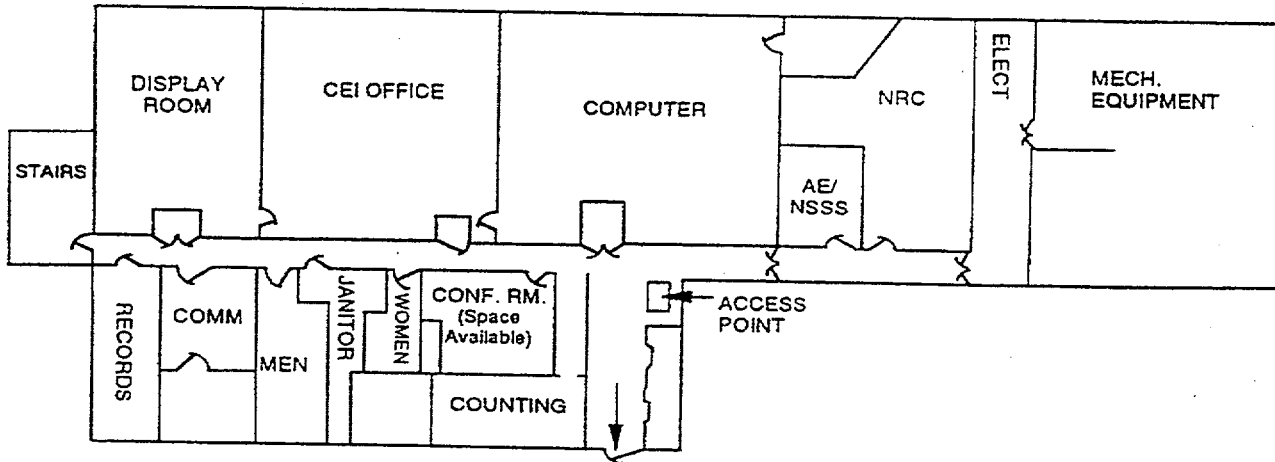 DISPLAY
ROOM
CEI OFFICE
COMPUTER
NRC
ELECT
MECH.
EQUIPMENT
STAIRS
AE/
NSSS
RECORDS
COMM
MEN
JANITOR
WOMEN
CONF. RM.
(Space
Available)
COUNTING
ACCESS
POINT